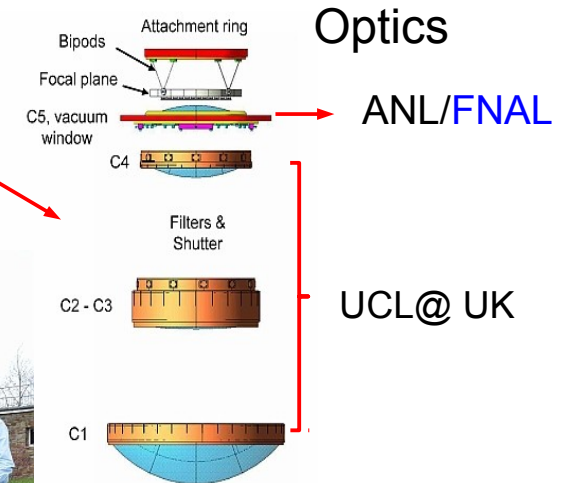 Optics
Attachment ring
Bipods
Focal plane
C5, vacuum
window
ANL/FNAL
C4
Filters &
Shutter
C2 - C3
UCL@ UK
C1